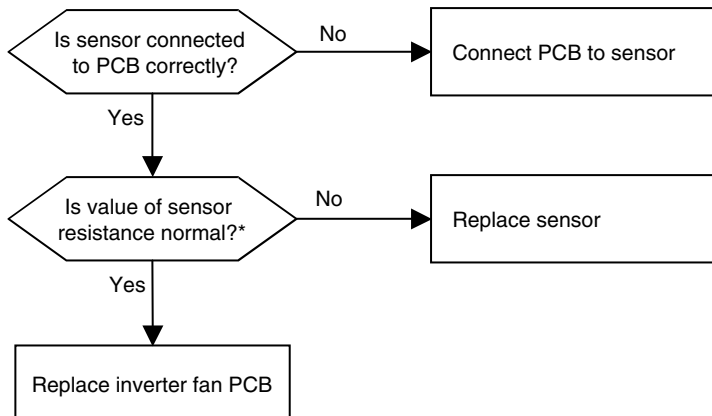 Is sensor connected
to PCB correctly?
No
Connect PCB to sensor
Yes
Is value of sensor
resistance normal?*
No
Replace sensor
Yes
Replace inverter fan PCB